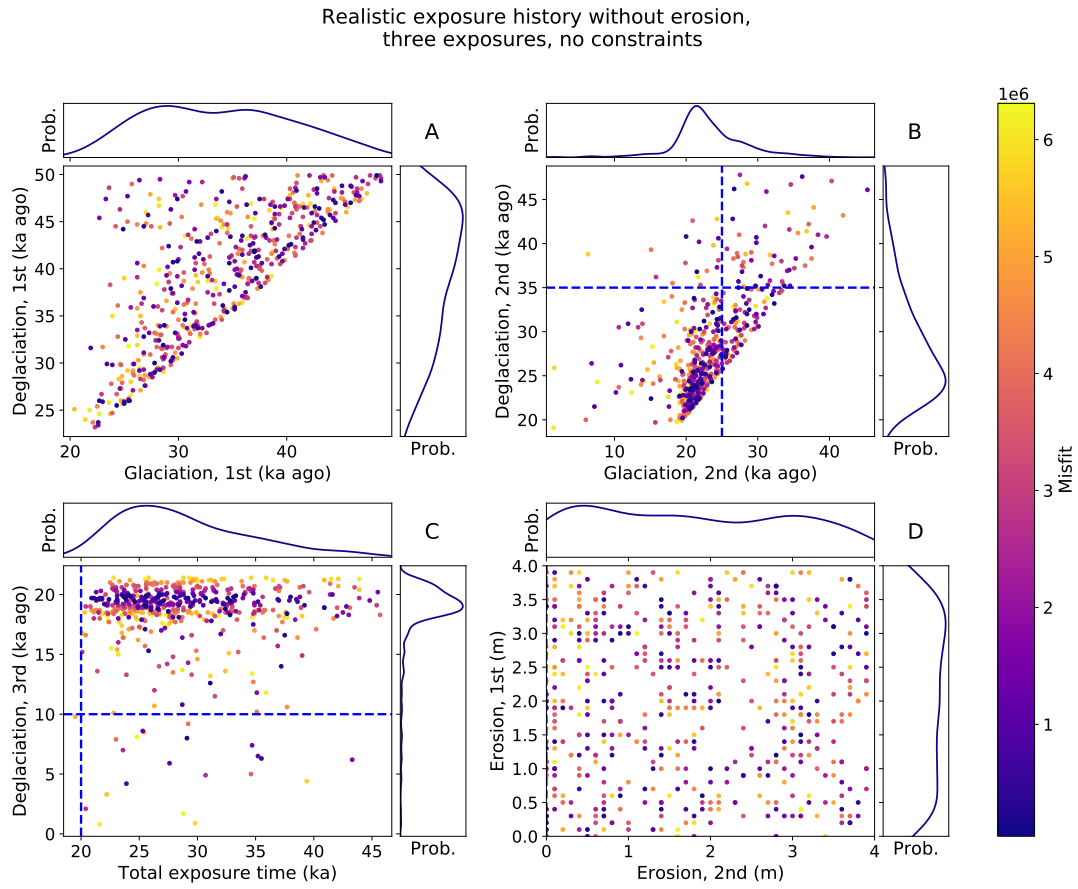 Realistic exposure history without erosion,
three exposures, no constraints
1e6
Prob.
A
Prob.
B
50
45
40
35
30
25
Deglaciation, 1st (ka ago)
20
30
40
Glaciation, 1st (ka ago)
Prob.
45
40
35
30
25
20
Deglaciation, 2nd (ka ago)
10
20
30
40
Glaciation, 2nd (ka ago)
Prob.
6
5
4
3
2
1
Misfit
Prob.
C
Prob.
D
20
15
10
5
0
Deglaciation, 3rd (ka ago)
20
25
30
35
40
45
Total exposure time (ka)
Prob.
4.0
3.5
3.0
2.5
2.0
1.5
1.0
0.5
0.0
Erosion, 1st (m)
0
1
2
3
4
Erosion, 2nd (m)
Prob.